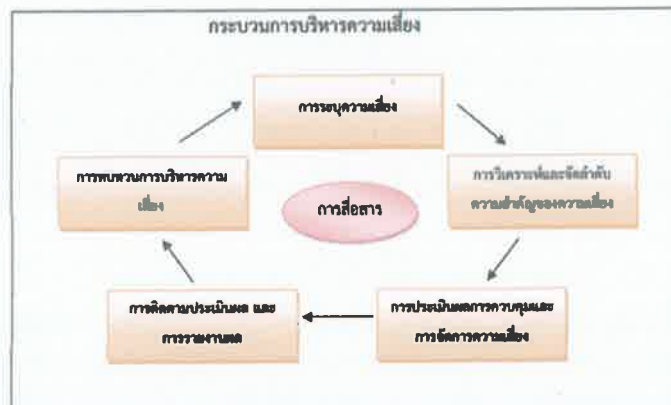 กระบวนการบริหารความเสี่ยง
การระบุความเสี่ยง
การวิเคราะห์และจัดลำดับ
ความสำคัญของความเสี่ยง
การประเมินผลการควบคุมและ
การจัดการความเสี่ยง
การติดตามประเมินผล และ
การรายงานผล
การทบทวนการบริหารความ
เสี่ยง
การสื่อสาร